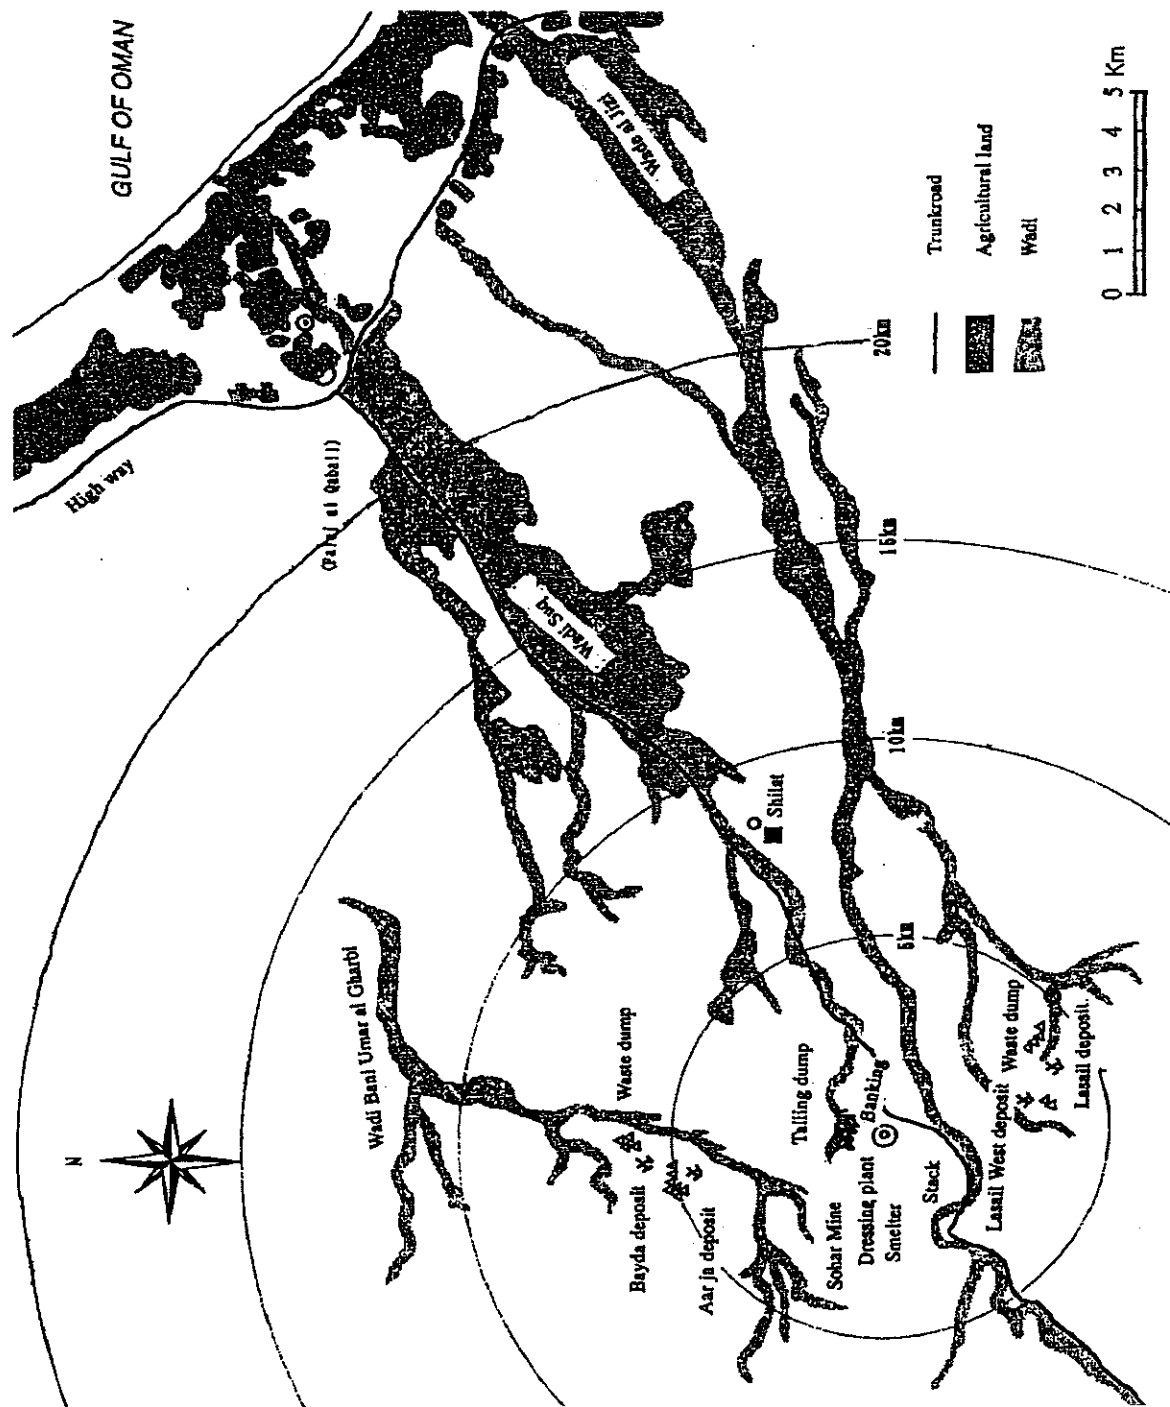 GULF OF OMAN
Wade al Jizi
High way
(Falaj al Qabail)
Wadi Suq
N
Wadi Bani Umar al Gharbi
Waste dump
Bayda deposit
Aarja deposit
Shilat
Tailing dump
Banking
Sohar Mine
Dressing plant
Smelter
Stack
Lasail West deposit
Waste dump
Lasail deposit.
5km
10km
15km
20km
Trunkroad
Agricultural land
Wadi
0 1 2 3 4 5 Km